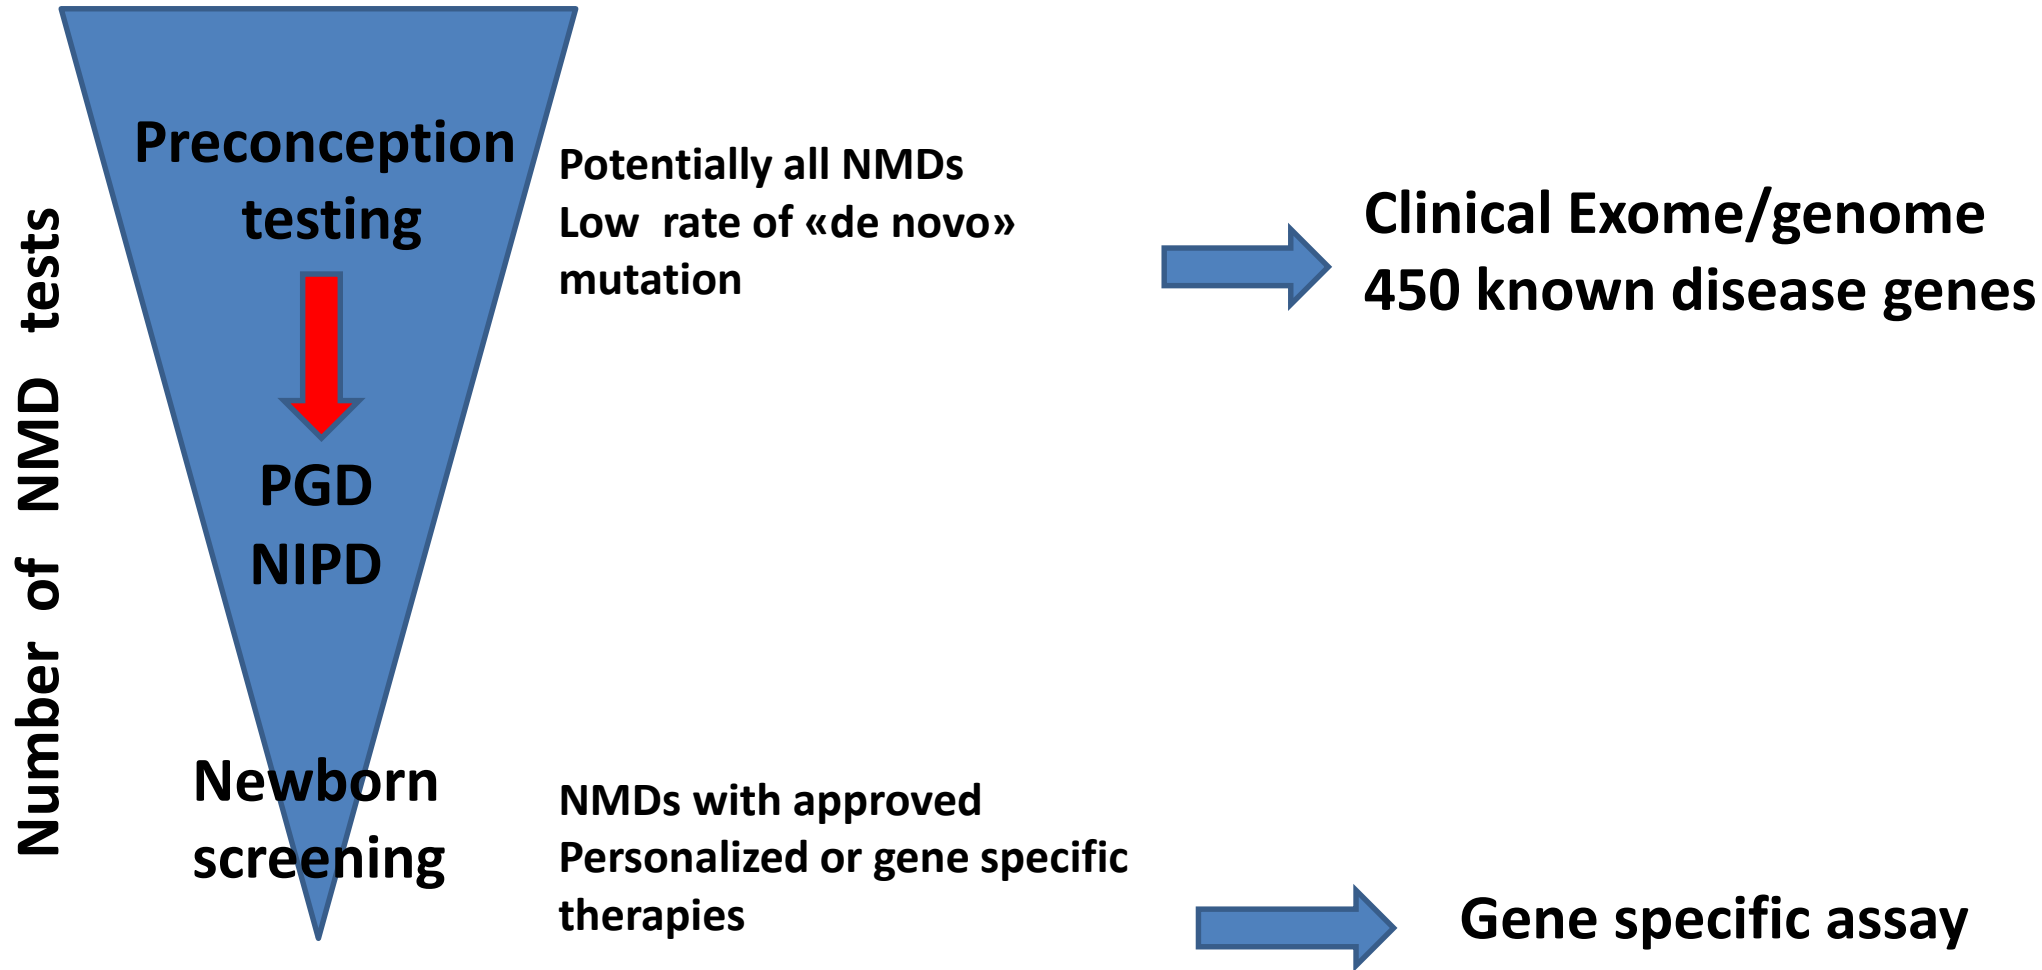 Number of NMD tests
Preconception
testing
PGD
NIPD
Newborn
screening
Potentially all NMDs
Low rate of «de novo»
mutation
Clinical Exome/genome
450 known disease genes
NMDs with approved
Personalized or gene specific
therapies
Gene specific assay